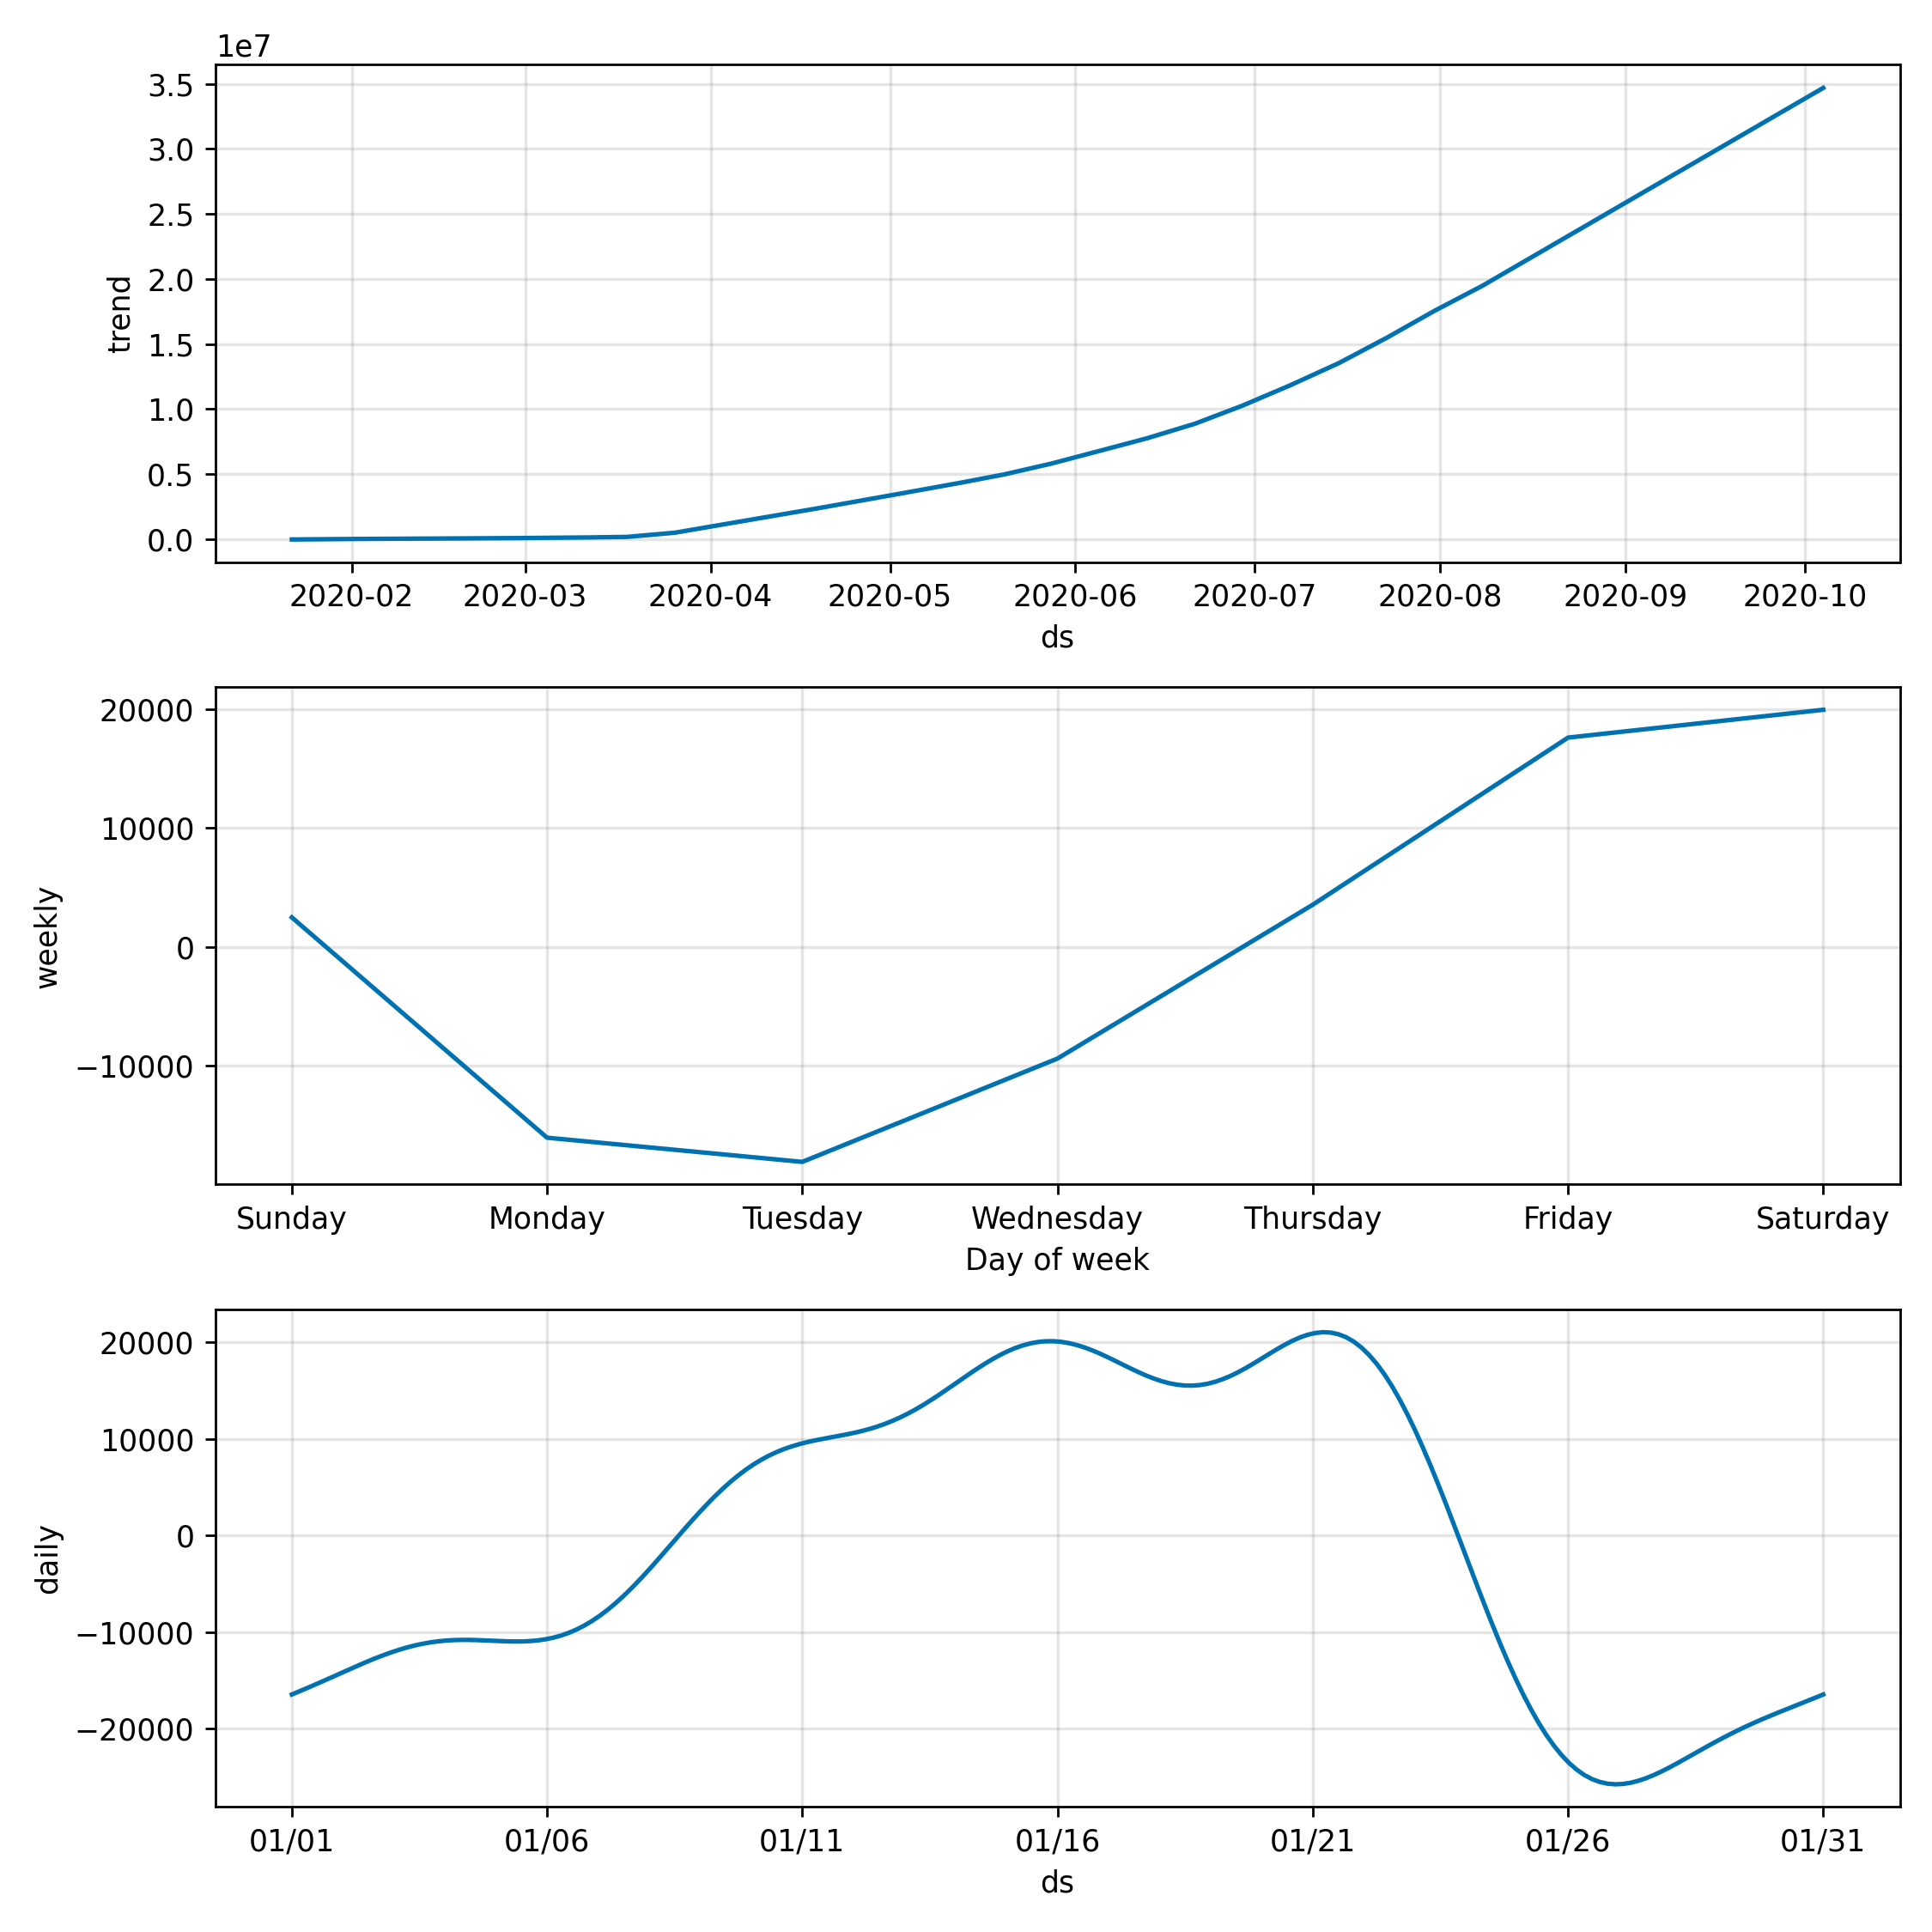 1e7
3.5
3.0
2.5
2.0
1.5
1.0
0.5
0.0
trend
2020-02 2020-03 2020-04 2020-05 2020-06 2020-07 2020-08 2020-09 2020-10
ds
20000
10000
0
−10000
weekly
Sunday Monday Tuesday Wednesday Thursday Friday Saturday
Day of week
20000
10000
0
−10000
−20000
daily
01/01 01/06 01/11 01/16 01/21 01/26 01/31
ds